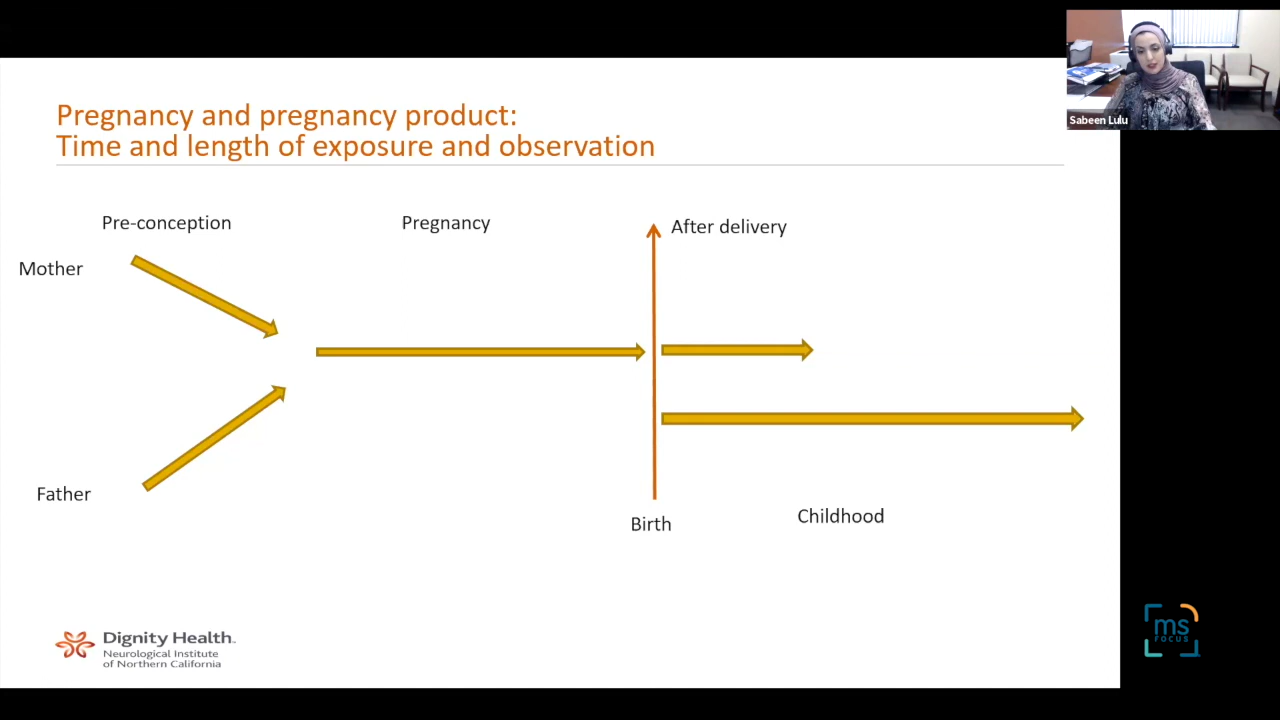 Pregnancy and pregnancy product:
Time and length of exposure and observation
Sabeen Lulu
Pre-conception
Pregnancy
After delivery
Mother
Father
Birth
Childhood
Dignity Health™
Neurological Institute
of Northern California
ms
FOCUS